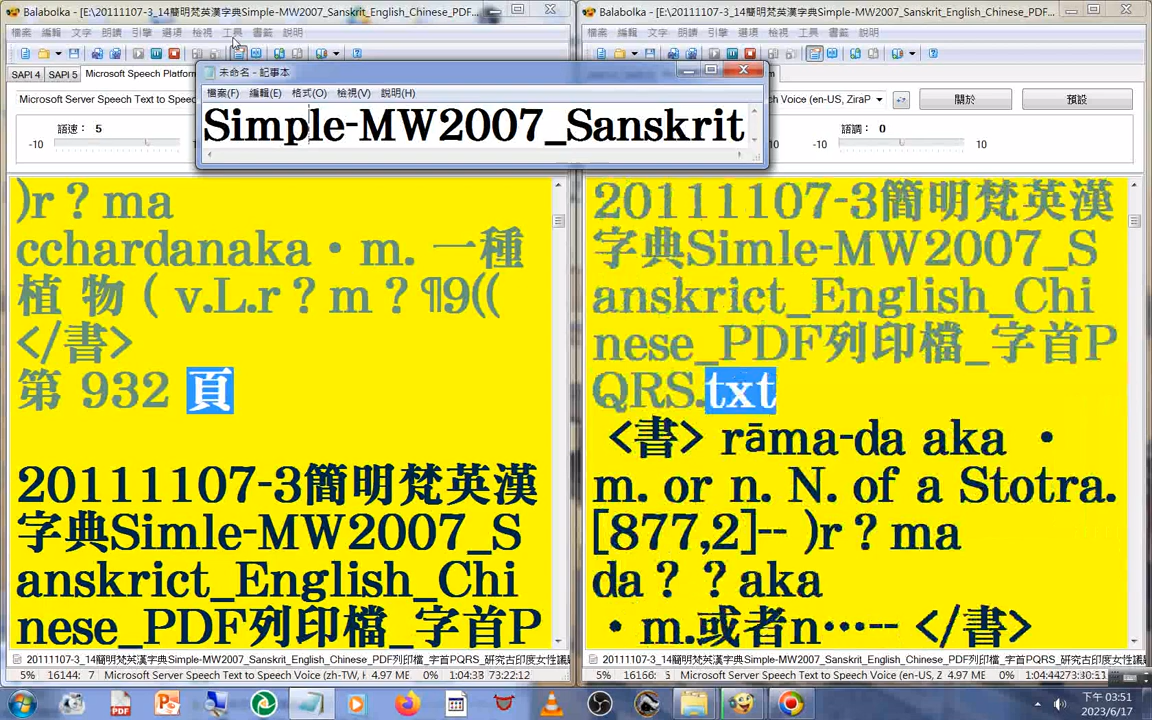 Balabolka - [E:\20111107-3_14簡明梵英漢字典Simple-MW2007_Sanskrit_English_Chinese_PDF...
Balabolka - [E:\20111107-3_14簡明梵英漢字典Simple-MW2007_Sanskrit_English_Chinese_PDF...
檔案 編輯 文字 朗讀 引擎 選項 檢視 工具 書籤 說明
檔案 編輯 文字 朗讀 引擎 選項 檢視 工具 書籤 說明
SAPI 4 SAPI 5 Microsoft Speech Platform
未命名 - 記事本
檔案(F) 編輯(E) 格式(O) 檢視(V) 說明(H)
Simple-MW2007_Sanskrit
Microsoft Server Speech Text to Spee
Voice (en-US, ZiraP
關於
預設
語速: 5
-10
語調: 0
-10 10
)r ? ma
cchardanaka • m. 一種
植 物 ( v.L.r ? m ? ¶9((
</書>
第 932 頁
20111107-3簡明梵英漢
字典Simle-MW2007_S
anskrict_English_Chi
nese_PDF列印檔_字首P
20111107-3簡明梵英漢
字典Simle-MW2007_S
anskrict_English_Chi
nese_PDF列印檔_字首P
QRS.txt
<書> rāma-da aka •
m. or n. N. of a Stotra.
[877,2]-- )r ? ma
da ? ? aka
• m.或者n…-- </書>
20111107-3_14簡明梵英漢字典Simple-MW2007_Sanskrit_English_Chinese_PDF列印檔_字首PQRS_研究古印度女性議
20111107-3_14簡明梵英漢字典Simple-MW2007_Sanskrit_English_Chinese_PDF列印檔_字首PQRS_研究古印度女性議
5% 16144: 7 Microsoft Server Speech Text to Speech Voice (zh-TW, H 4.97 MB 0% 1:04:33 73:22:12
5% 16166: Microsoft Server Speech Text to Speech Voice (en-US, Z 4.97 MB 0%
下午 03:51
2023/6/17